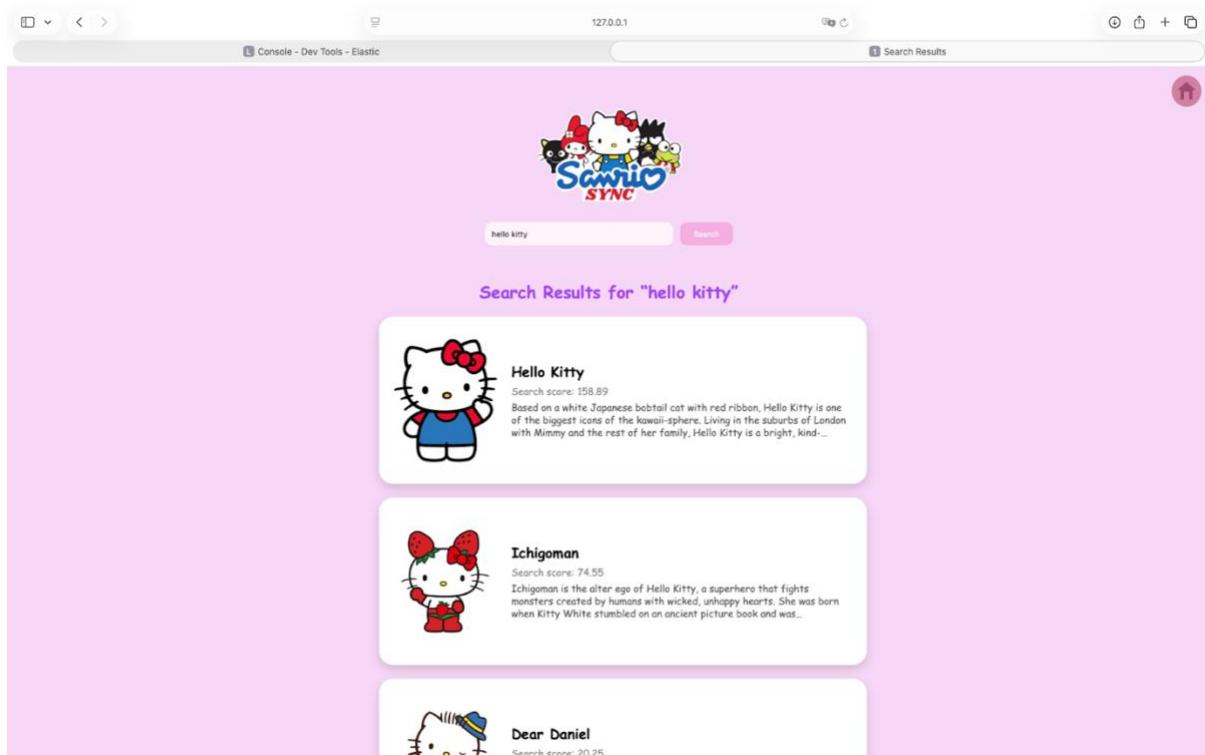 127.0.0.1
L Console - Dev Tools - Elastic
1 Search Results
Sanrio
SYNC
hello kitty
Search
Search Results for “hello kitty”
Hello Kitty
Search score: 158.89
Based on a white Japanese bobtail cat with red ribbon, Hello Kitty is one
of the biggest icons of the kawaii-sphere. Living in the suburbs of London
with Mimmy and the rest of her family, Hello Kitty is a bright, kind-...
Ichigoman
Search score: 74.55
Ichigoman is the alter ego of Hello Kitty, a superhero that fights
monsters created by humans with wicked, unhappy hearts. She was born
when Kitty White stumbled on an ancient picture book and was...
Dear Daniel
Search score: 20.25